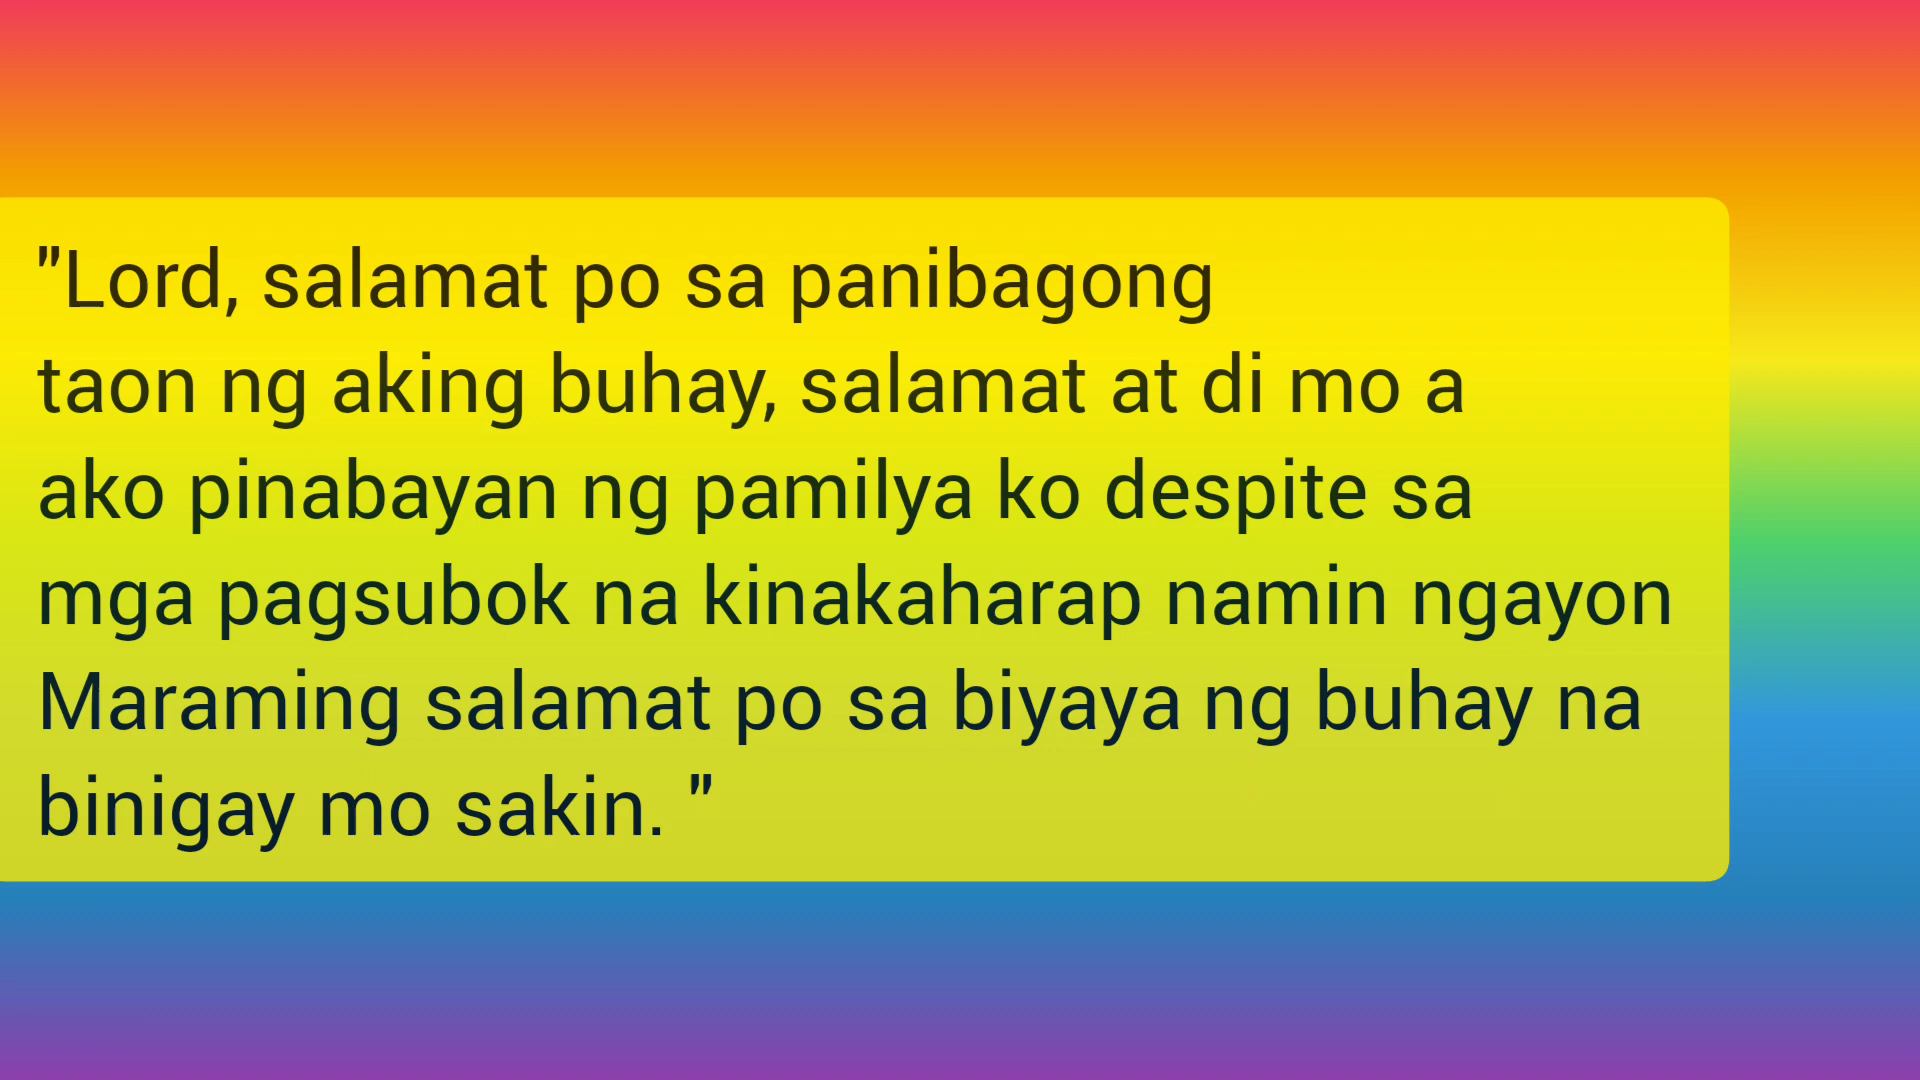 "Lord, salamat po sa panibagong
taon ng aking buhay, salamat at di mo a
ako pinabayan ng pamilya ko despite sa
mga pagsubok na kinakaharap namin ngayon
Maraming salamat po sa biyaya ng buhay na
binigay mo sakin. "